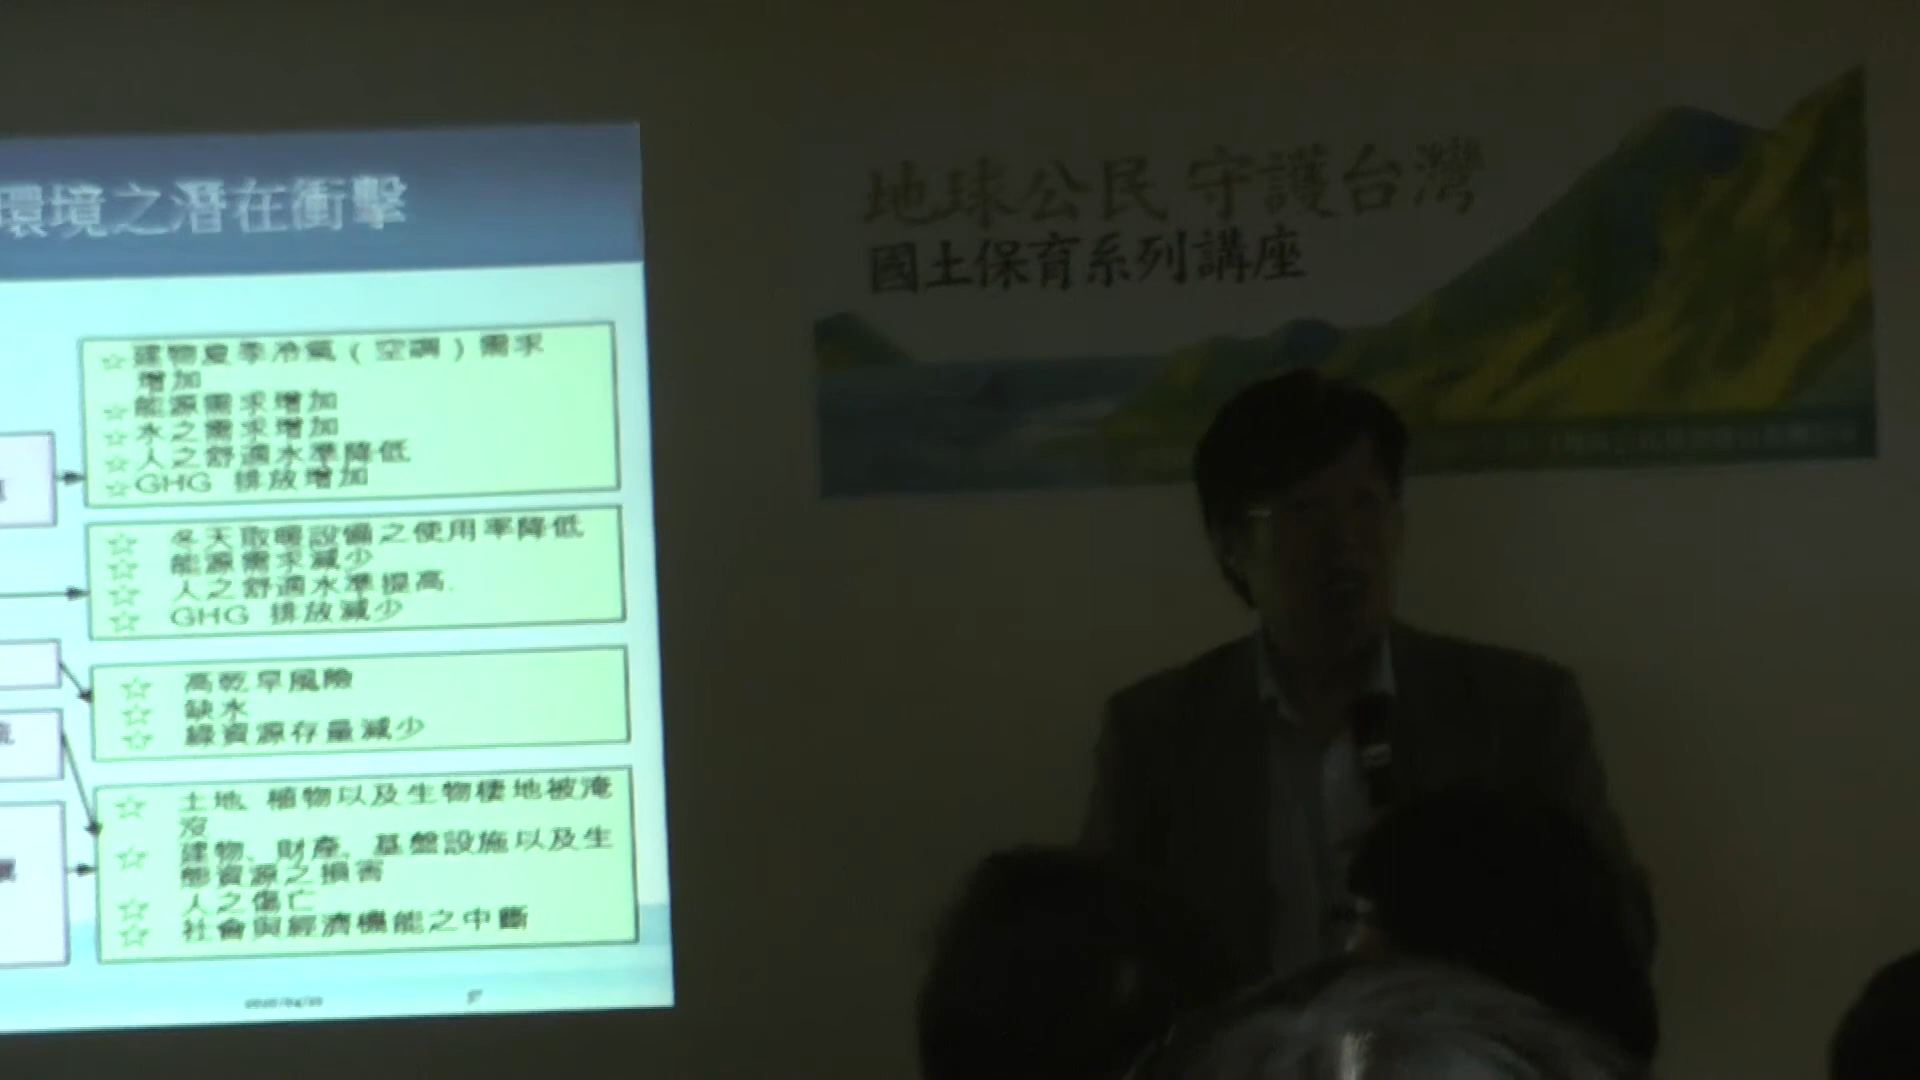 環境之潛在衝擊
☆建物夏季冷氣(空調)需求
增加
☆能源需求增加
☆水之需求增加
☆人之舒適水準降低
☆GHG 排放增加
☆ 冬天取暖設備之使用率降低
☆ 能源需求減少
☆ 人之舒適水準提高.
☆ GHG 排放減少
☆ 高乾旱風險
☆ 缺水
☆ 綠資源存量減少
☆ 土地、植物以及生物棲地被淹
沒
☆ 建物、財產、基盤設施以及生
態資源之損害
☆ 人之傷亡
☆ 社會與經濟機能之中斷
地球公民 守護台灣
國土保育系列講座